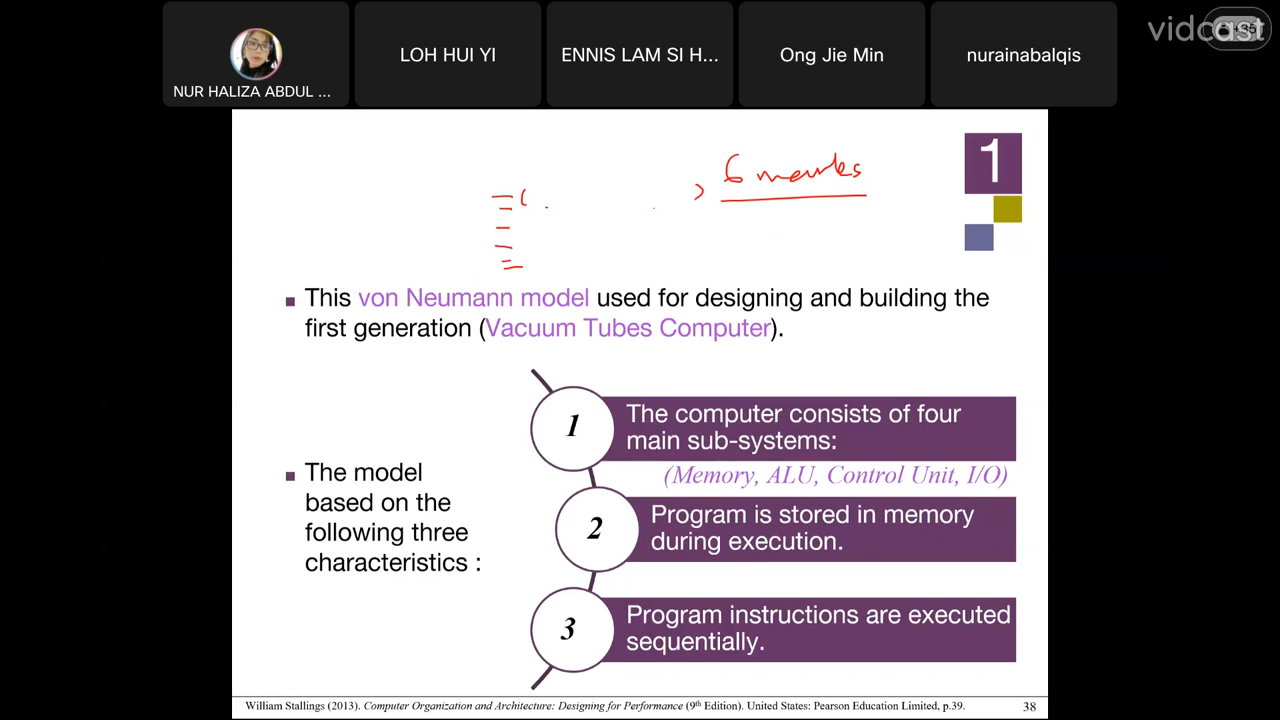 vidcast
NUR HALIZA ABDUL ...
LOH HUI YI
ENNIS LAM SI H...
Ong Jie Min
nurainabalqis
6 marks
1
This von Neumann model used for designing and building the
first generation (Vacuum Tubes Computer).
The model
based on the
following three
characteristics :
1
The computer consists of four
main sub-systems:
(Memory, ALU, Control Unit, I/O)
2
Program is stored in memory
during execution.
3
Program instructions are executed
sequentially.
William Stallings (2013). Computer Organization and Architecture: Designing for Performance (9th Edition). United States: Pearson Education Limited, p.39.
38